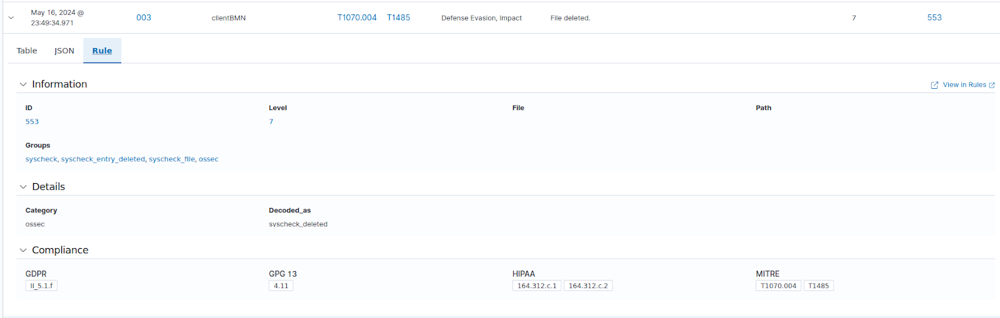 May 16, 2024 @ 23:49:34.971 003 clientBMN T1070.004 T1485 Defense Evasion, Impact File deleted. 7 553
Table JSON Rule
Information View in Rules
ID Level File Path
553 7
Groups
syscheck, syscheck_entry_deleted, syscheck_file, ossec
Details
Category Decoded_as
ossec syscheck_deleted
Compliance
GDPR GPG 13 HIPAA MITRE
II_5.1.f 4.11 164.312.c.1 164.312.c.2 T1070.004 T1485